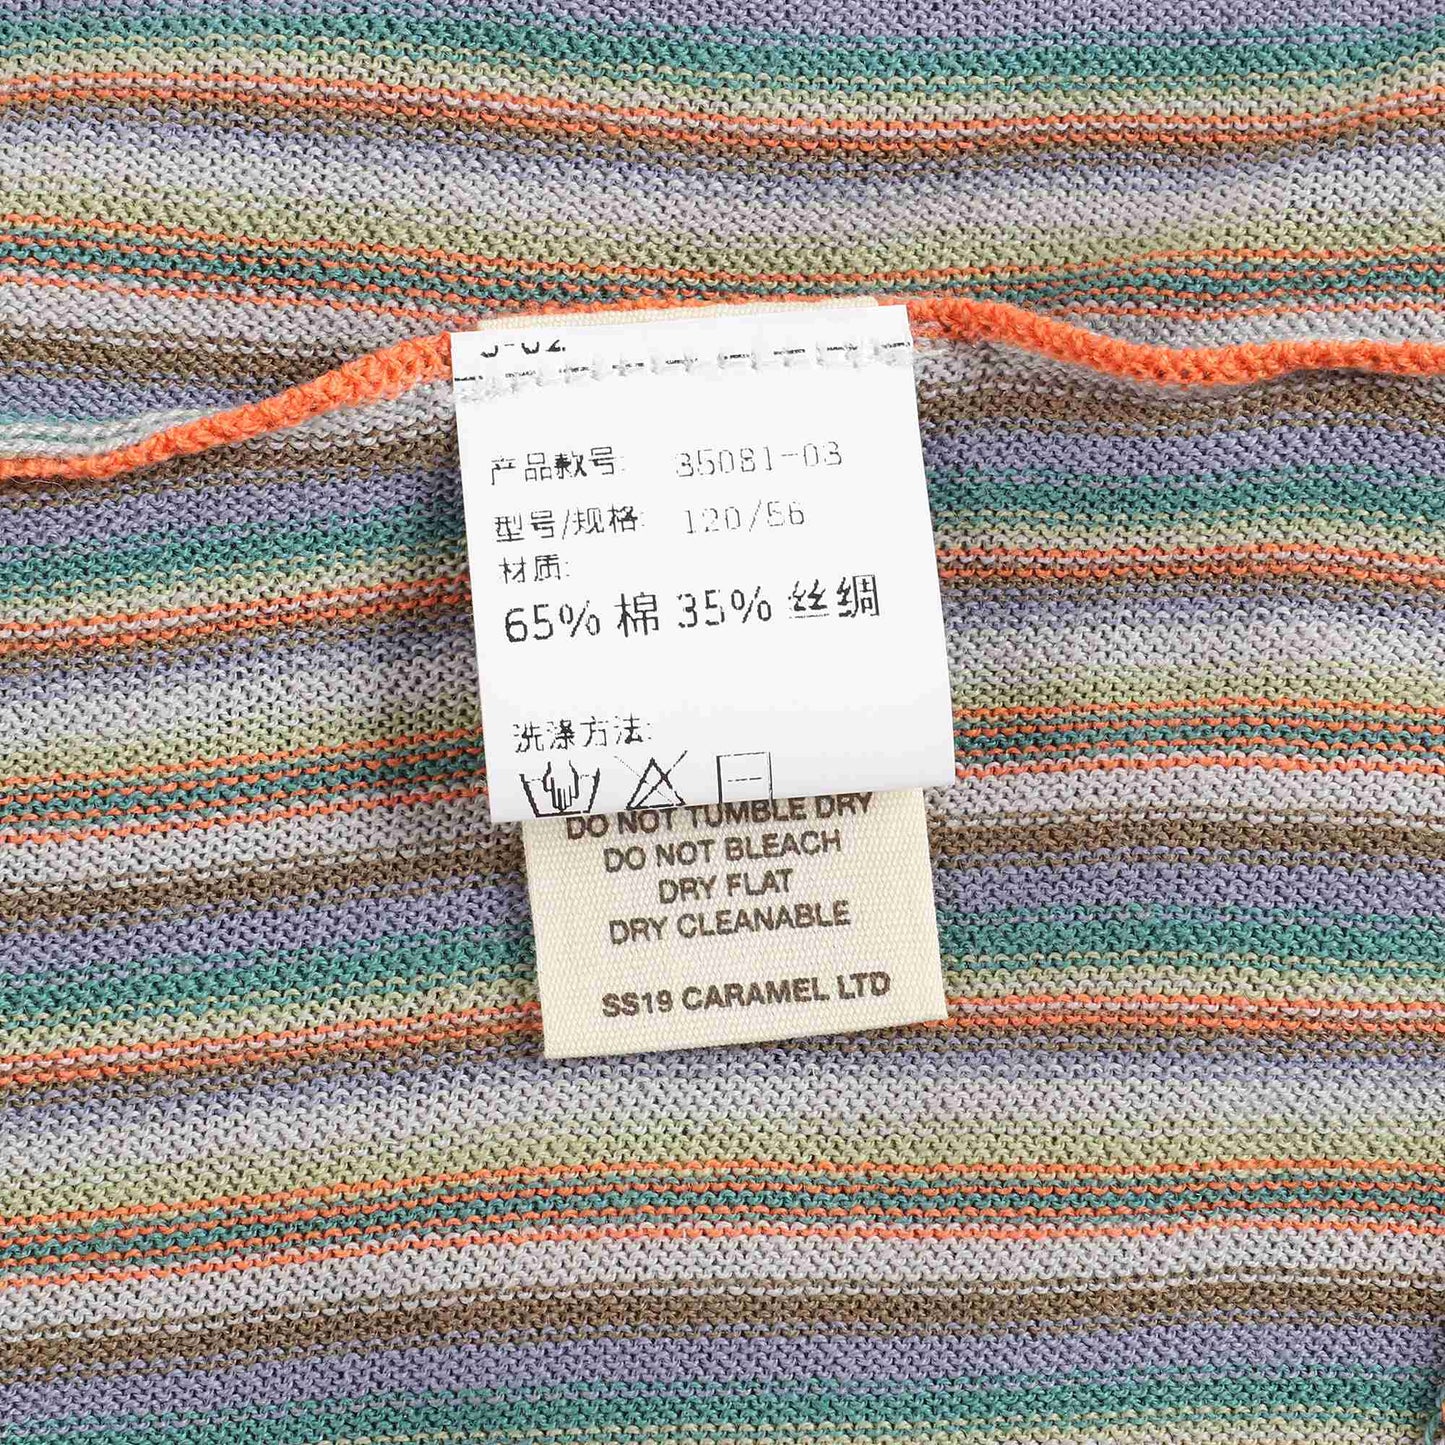 产品款号: 35081-03
型号/规格: 120/56
材质:
65% 棉 35% 丝绸
洗涤方法:
DO NOT TUMBLE DRY
DO NOT BLEACH
DRY FLAT
DRY CLEANABLE
SS19 CARAMEL LTD